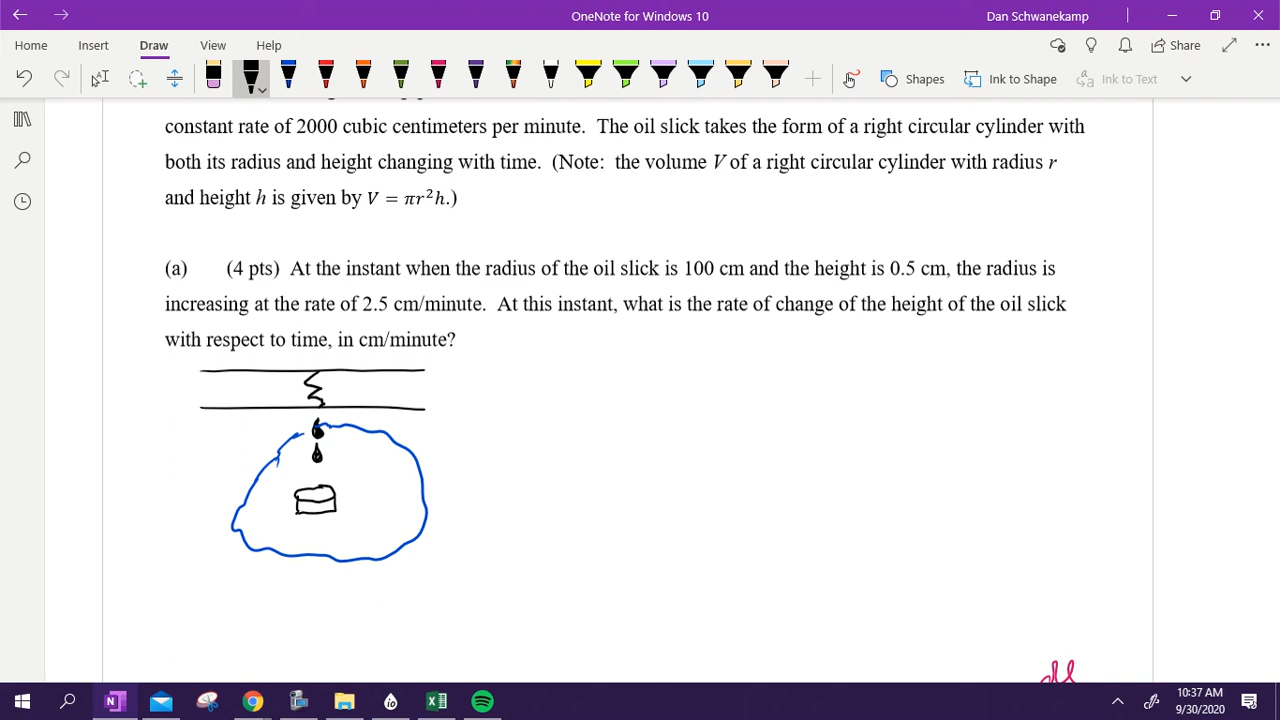 OneNote for Windows 10
Dan Schwanekamp
Home Insert Draw View Help
Share
Shapes Ink to Shape Ink to Text
constant rate of 2000 cubic centimeters per minute. The oil slick takes the form of a right circular cylinder with
both its radius and height changing with time. (Note: the volume V of a right circular cylinder with radius r
and height h is given by V = πr²h.)
(a) (4 pts) At the instant when the radius of the oil slick is 100 cm and the height is 0.5 cm, the radius is
increasing at the rate of 2.5 cm/minute. At this instant, what is the rate of change of the height of the oil slick
with respect to time, in cm/minute?
10:37 AM
9/30/2020